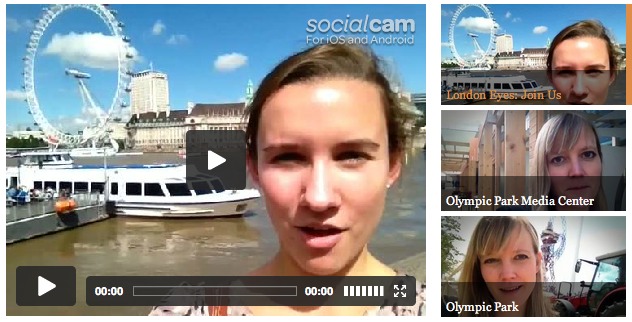 socialcam
For iOS and Android
00:00
00:00
London Eyes: Join Us
Olympic Park Media Center
Olympic Park